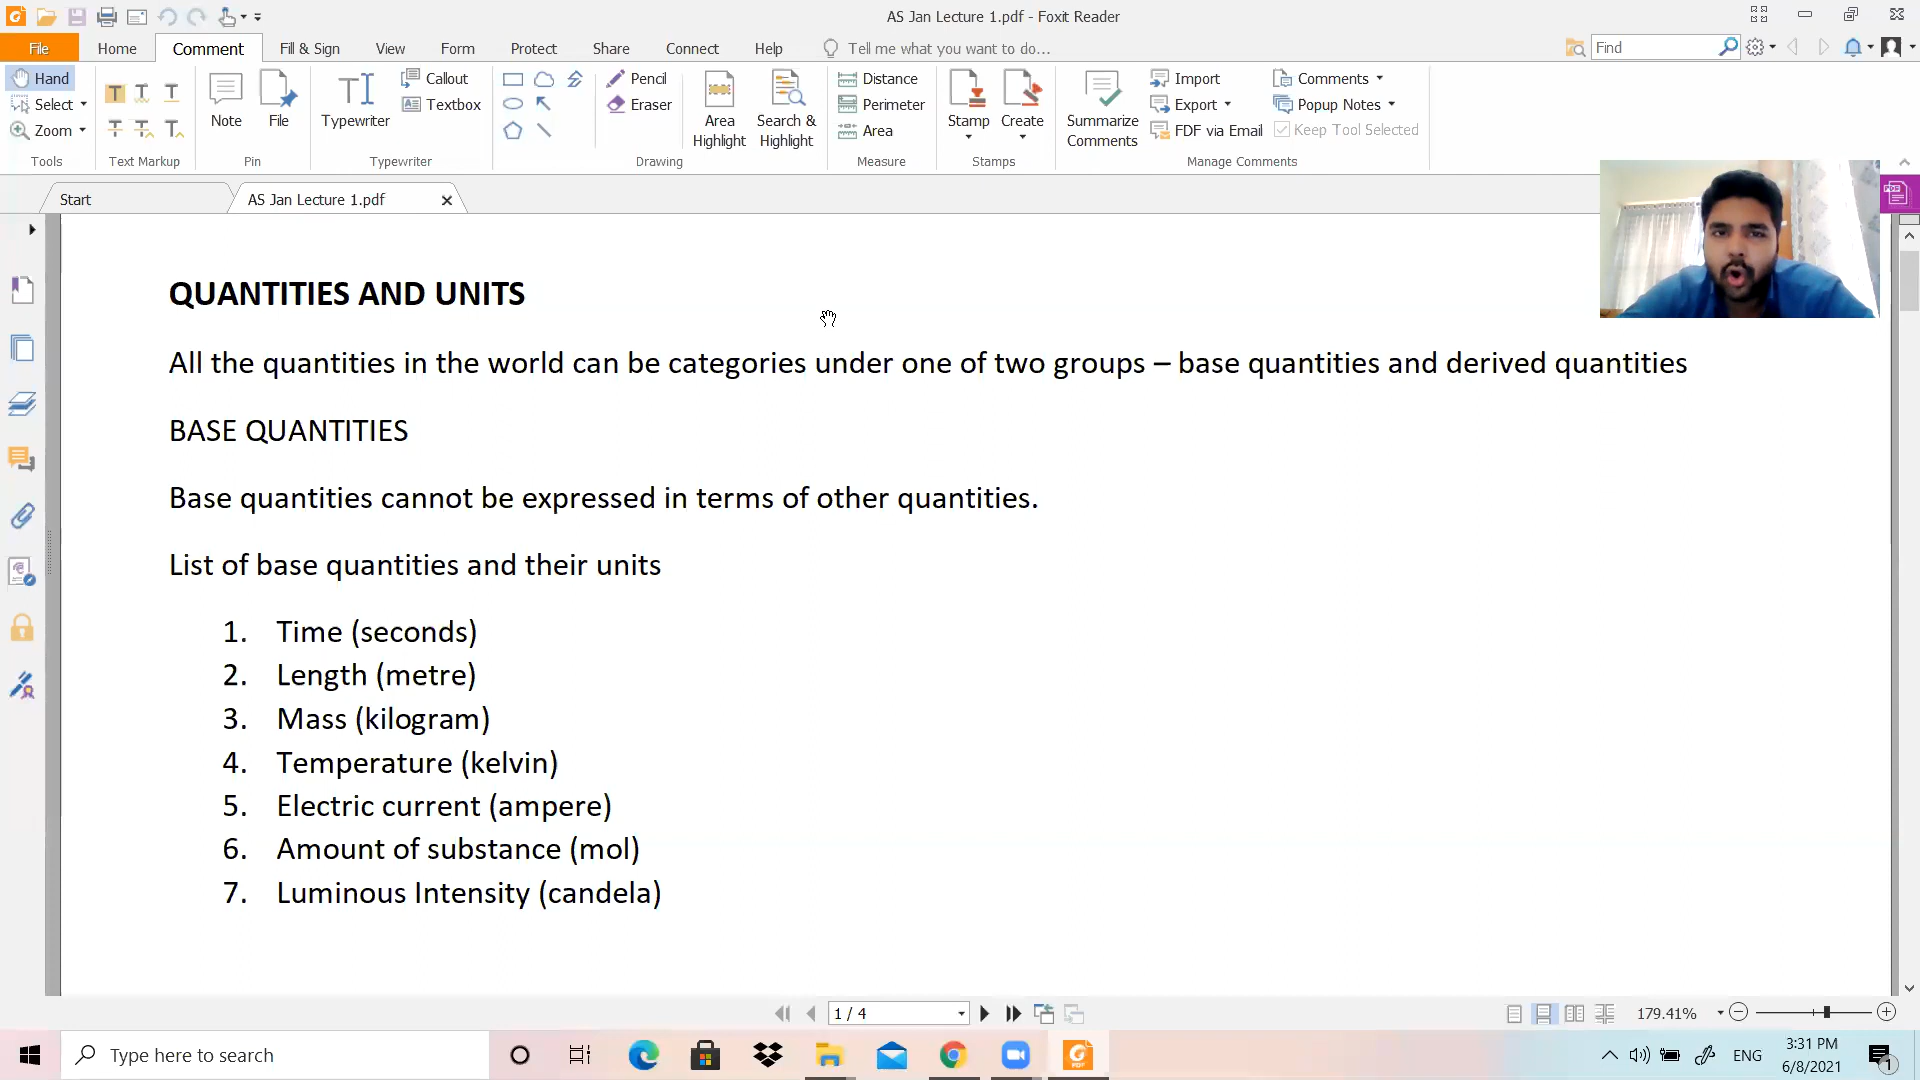 AS Jan Lecture 1.pdf - Foxit Reader
File Home Comment Fill & Sign View Form Protect Share Connect Help Tell me what you want to do... Find
Hand
Select
Zoom
Tools
Text Markup
Note
File
Pin
Typewriter
Callout
Textbox
Typewriter
Pencil
Eraser
Area Highlight
Search & Highlight
Drawing
Distance
Perimeter
Area
Measure
Stamp
Create
Stamps
Summarize Comments
Import
Export
FDF via Email
Comments
Popup Notes
Keep Tool Selected
Manage Comments
Start
AS Jan Lecture 1.pdf
QUANTITIES AND UNITS
All the quantities in the world can be categories under one of two groups – base quantities and derived quantities
BASE QUANTITIES
Base quantities cannot be expressed in terms of other quantities.
List of base quantities and their units
1. Time (seconds)
2. Length (metre)
3. Mass (kilogram)
4. Temperature (kelvin)
5. Electric current (ampere)
6. Amount of substance (mol)
7. Luminous Intensity (candela)
1 / 4
179.41%
Type here to search
ENG
3:31 PM
6/8/2021
1